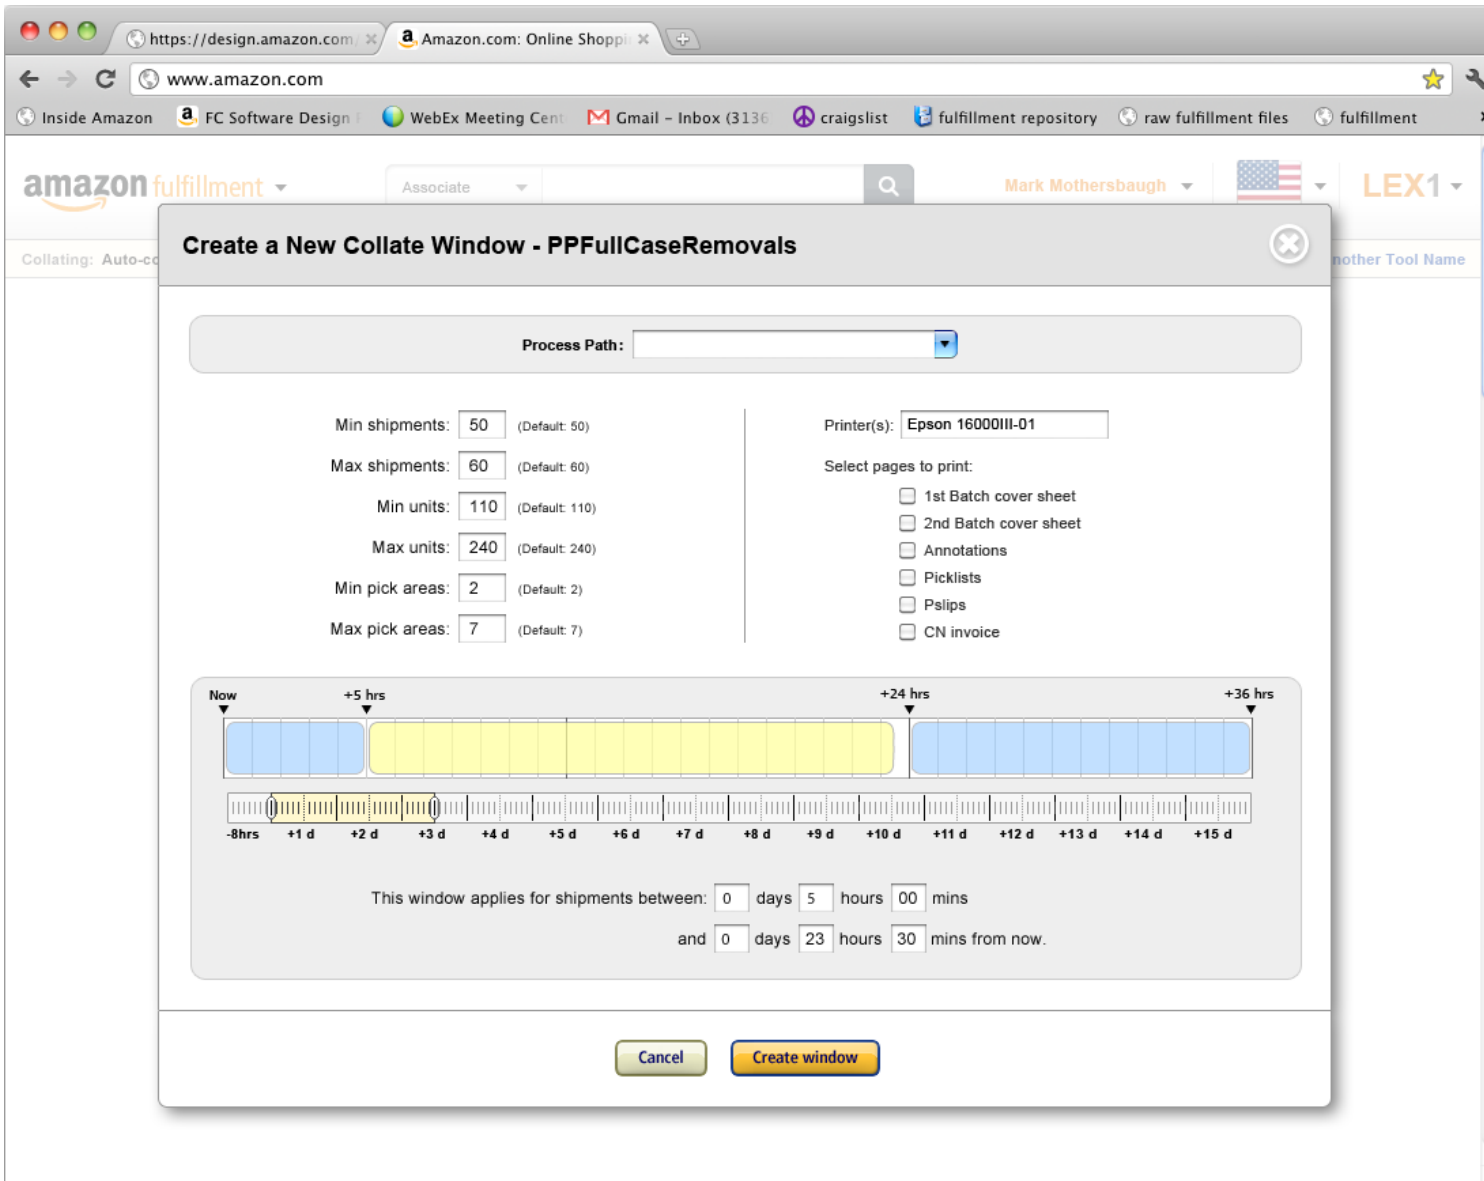 https://design.amazon.com/
Amazon.com: Online Shoppi
www.amazon.com
Inside Amazon
a FC Software Design
WebEx Meeting Cent
Gmail – Inbox (3136
craigslist
fulfillment repository
raw fulfillment files
fulfillment
amazon fulfillment
Associate
Mark Mothersbaugh
LEX1
Collating: Auto-co
nother Tool Name
Create a New Collate Window - PPFullCaseRemovals
Process Path:
Min shipments: 50 (Default: 50)
Max shipments: 60 (Default: 60)
Min units: 110 (Default: 110)
Max units: 240 (Default: 240)
Min pick areas: 2 (Default: 2)
Max pick areas: 7 (Default: 7)
Printer(s): Epson 16000III-01
Select pages to print:
1st Batch cover sheet
2nd Batch cover sheet
Annotations
Picklists
Pslips
CN invoice
Now +5 hrs +24 hrs +36 hrs
-8hrs +1 d +2 d +3 d +4 d +5 d +6 d +7 d +8 d +9 d +10 d +11 d +12 d +13 d +14 d +15 d
This window applies for shipments between: 0 days 5 hours 00 mins
and 0 days 23 hours 30 mins from now.
Cancel
Create window